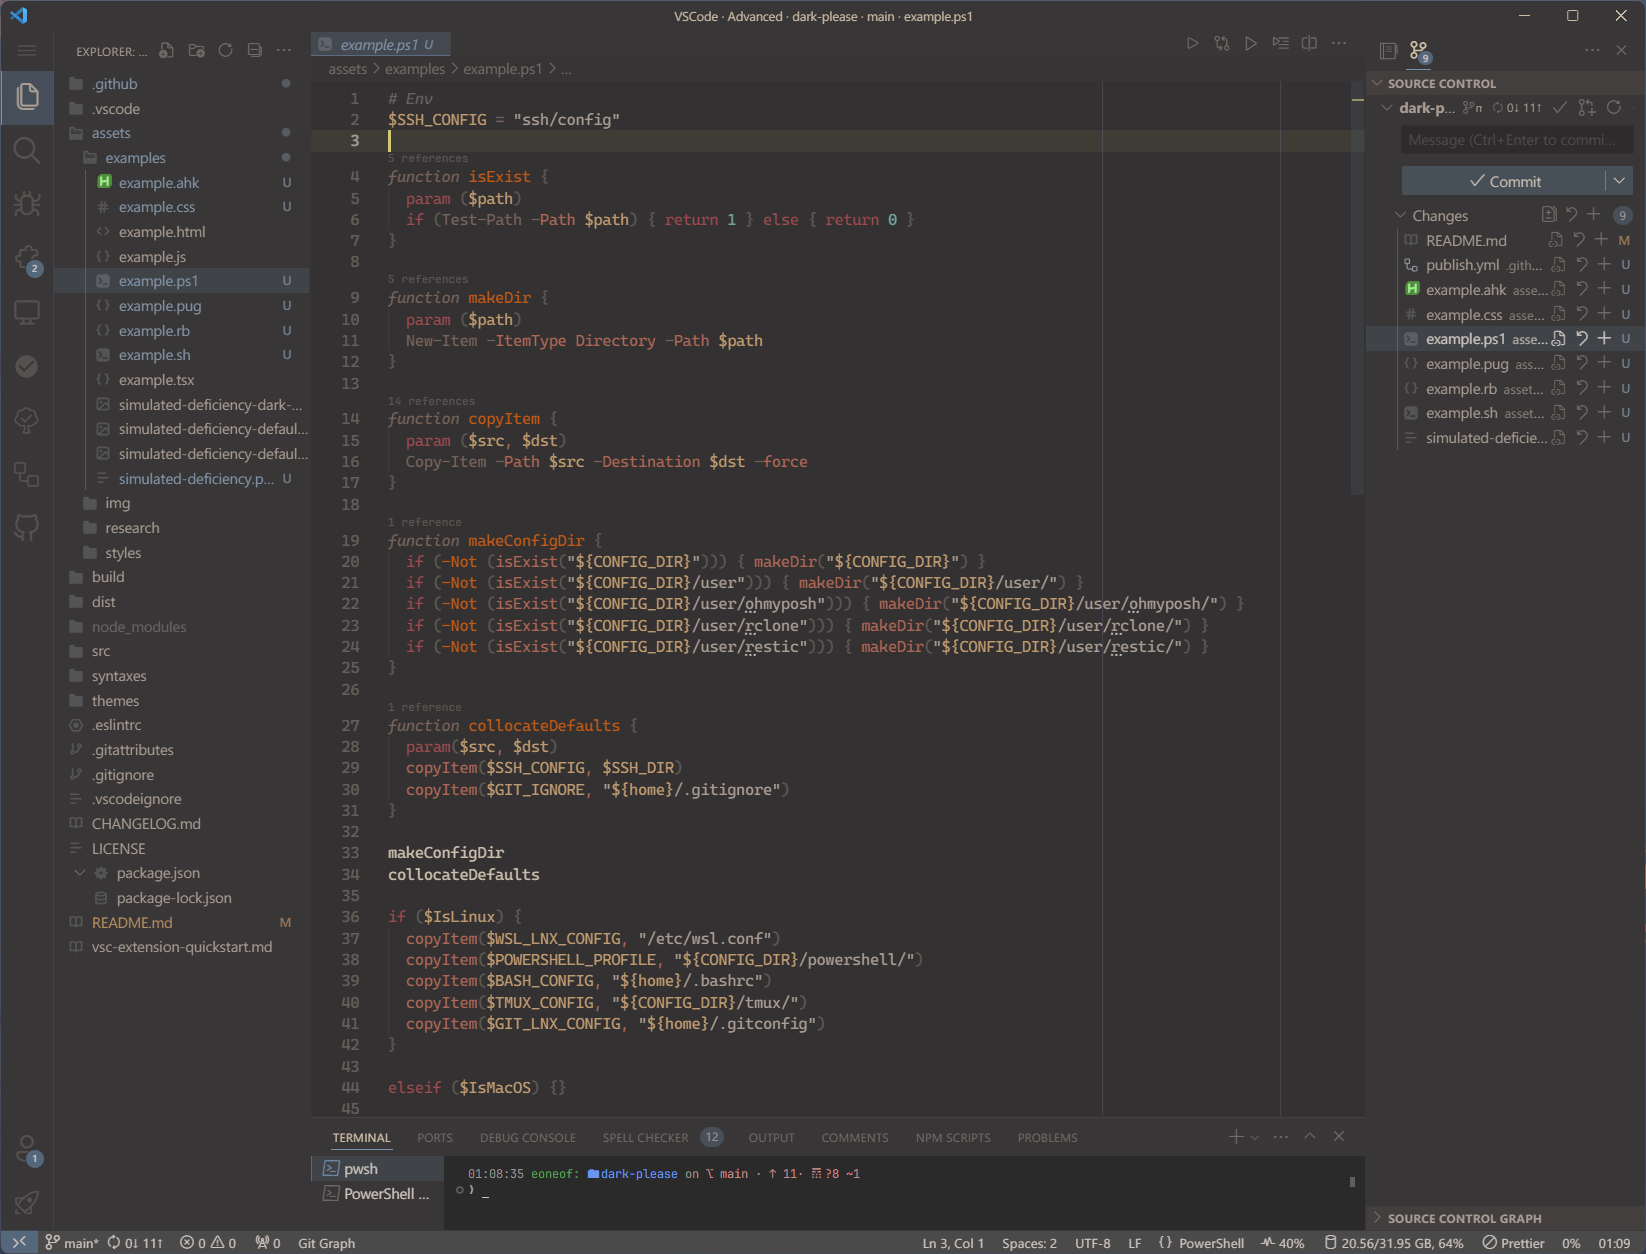 VSCode · Advanced · dark-please · main · example.ps1
EXPLORER: ...
.github
.vscode
assets
examples
example.ahk U
example.css U
example.html
example.js
example.ps1 U
example.pug U
example.rb U
example.sh U
example.tsx
simulated-deficiency-dark-...
simulated-deficiency-defaul...
simulated-deficiency-defaul...
simulated-deficiency.p... U
img
research
styles
build
dist
node_modules
src
syntaxes
themes
.eslintrc
.gitattributes
.gitignore
.vscodeignore
CHANGELOG.md
LICENSE
package.json
package-lock.json
README.md M
vsc-extension-quickstart.md
2
1
example.ps1 U
assets > examples > example.ps1 > ...
1 # Env
2 $SSH_CONFIG = "ssh/config"
3
5 references
4 function isExist {
5 param ($path)
6 if (Test-Path -Path $path) { return 1 } else { return 0 }
7 }
8
5 references
9 function makeDir {
10 param ($path)
11 New-Item -ItemType Directory -Path $path
12 }
13
14 references
14 function copyItem {
15 param ($src, $dst)
16 Copy-Item -Path $src -Destination $dst -force
17 }
18
1 reference
19 function makeConfigDir {
20 if (-Not (isExist("${CONFIG_DIR}"))) { makeDir("${CONFIG_DIR}") }
21 if (-Not (isExist("${CONFIG_DIR}/user"))) { makeDir("${CONFIG_DIR}/user/") }
22 if (-Not (isExist("${CONFIG_DIR}/user/ohmyposh"))) { makeDir("${CONFIG_DIR}/user/ohmyposh/") }
23 if (-Not (isExist("${CONFIG_DIR}/user/rclone"))) { makeDir("${CONFIG_DIR}/user/rclone/") }
24 if (-Not (isExist("${CONFIG_DIR}/user/restic"))) { makeDir("${CONFIG_DIR}/user/restic/") }
25 }
26
1 reference
27 function collocateDefaults {
28 param($src, $dst)
29 copyItem($SSH_CONFIG, $SSH_DIR)
30 copyItem($GIT_IGNORE, "${home}/.gitignore")
31 }
32
33 makeConfigDir
34 collocateDefaults
35
36 if ($IsLinux) {
37 copyItem($WSL_LNX_CONFIG, "/etc/wsl.conf")
38 copyItem($POWERSHELL_PROFILE, "${CONFIG_DIR}/powershell/")
39 copyItem($BASH_CONFIG, "${home}/.bashrc")
40 copyItem($TMUX_CONFIG, "${CONFIG_DIR}/tmux/")
41 copyItem($GIT_LNX_CONFIG, "${home}/.gitconfig")
42 }
43
44 elseif ($IsMacOS) {}
45
9
SOURCE CONTROL
dark-p... 0↓ 11↑
Message (Ctrl+Enter to commi...
Commit
Changes 9
README.md M
publish.yml .gith... U
example.ahk asse... U
example.css asse... U
example.ps1 asse... U
example.pug ass... U
example.rb asset... U
example.sh asset... U
simulated-deficie... U
SOURCE CONTROL GRAPH
TERMINAL PORTS DEBUG CONSOLE SPELL CHECKER 12 OUTPUT COMMENTS NPM SCRIPTS PROBLEMS
pwsh
PowerShell ...
01:08:35 eoneof: dark-please on main · ↑ 11· ?8 ~1
❯ _
main* 0↓ 11↑ 0 0 0 Git Graph Ln 3, Col 1 Spaces: 2 UTF-8 LF {} PowerShell 40% 20.56/31.95 GB, 64% Prettier 0% 01:09